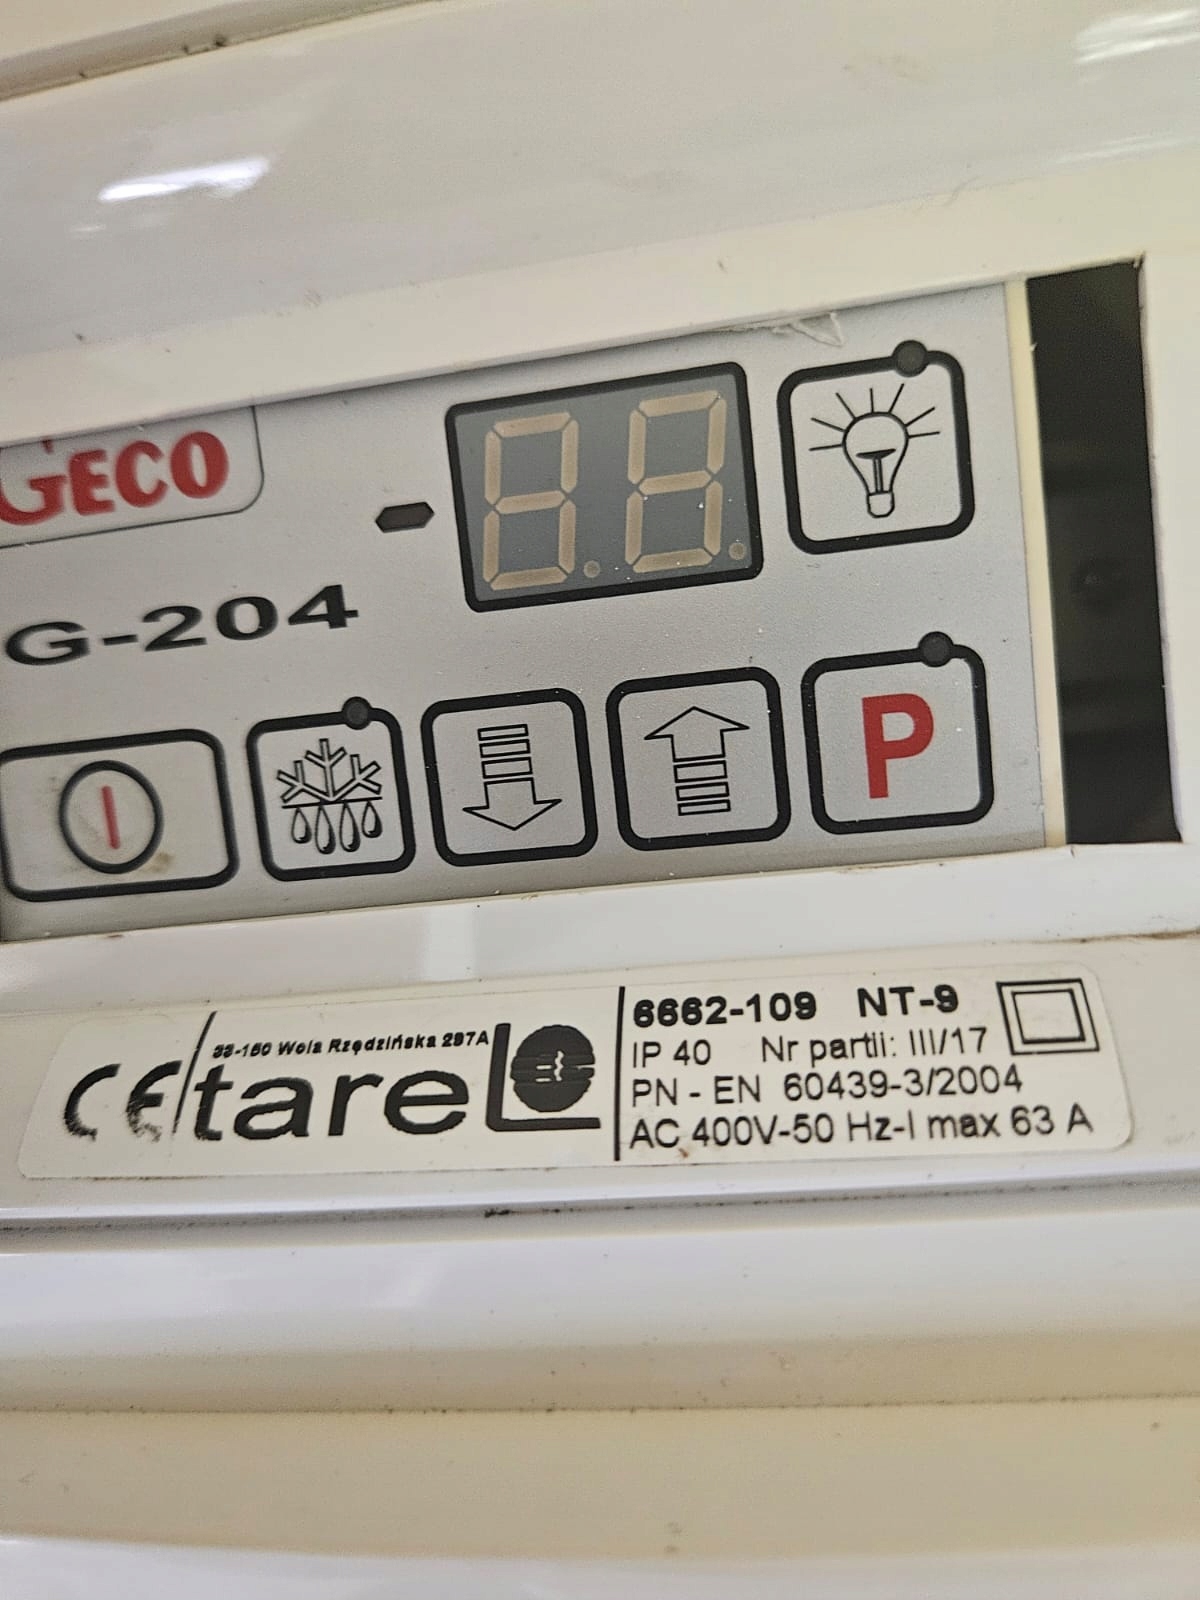 GECO
G-204
P
33-150 Wola Rzędzińska 297A
CE etareL
6662-109 NT-9
IP 40 Nr partii: III/17
PN - EN 60439-3/2004
AC 400V-50 Hz-I max 63 A